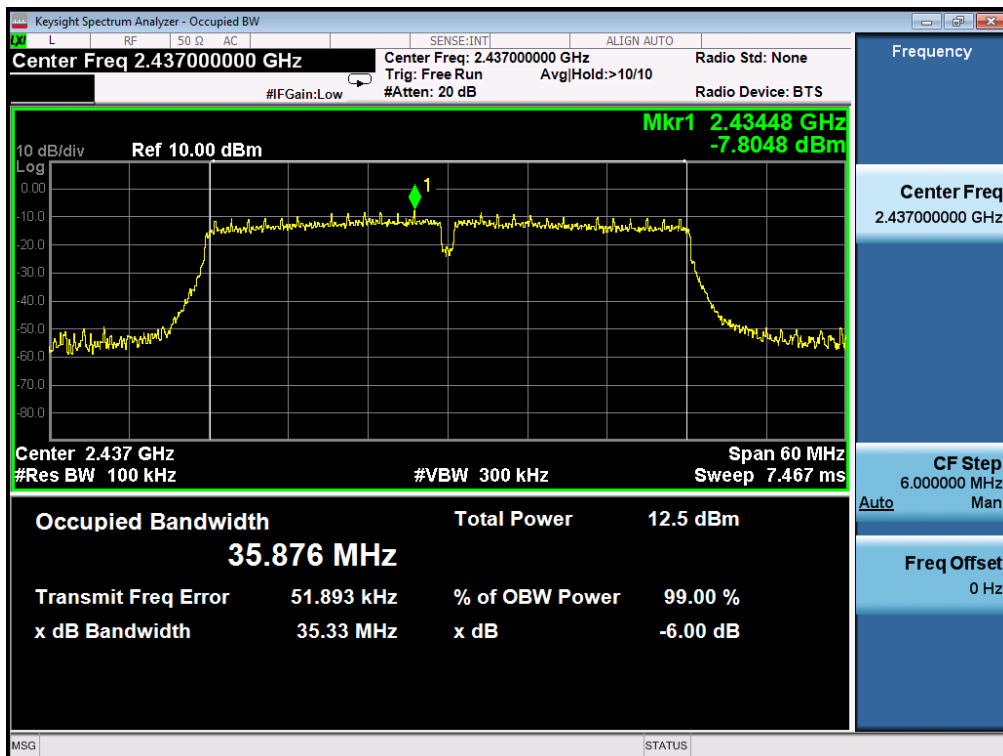 Keysight Spectrum Analyzer - Occupied BW
LXI L RF 50 Ω AC SENSE:INT ALIGN AUTO
Center Freq 2.437000000 GHz
#IFGain:Low
Center Freq: 2.437000000 GHz
Trig: Free Run Avg|Hold:>10/10
#Atten: 20 dB
Radio Std: None
Radio Device: BTS
Mkr1 2.43448 GHz
-7.8048 dBm
10 dB/div Ref 10.00 dBm
Log
0.00
1
-10.0
-20.0
-30.0
-40.0
-50.0
-60.0
-70.0
-80.0
Center 2.437 GHz Span 60 MHz
#Res BW 100 kHz #VBW 300 kHz Sweep 7.467 ms
Occupied Bandwidth Total Power 12.5 dBm
35.876 MHz
Transmit Freq Error 51.893 kHz % of OBW Power 99.00 %
x dB Bandwidth 35.33 MHz x dB -6.00 dB
Frequency
Center Freq
2.437000000 GHz
CF Step
6.000000 MHz
Auto Man
Freq Offset
0 Hz
MSG STATUS